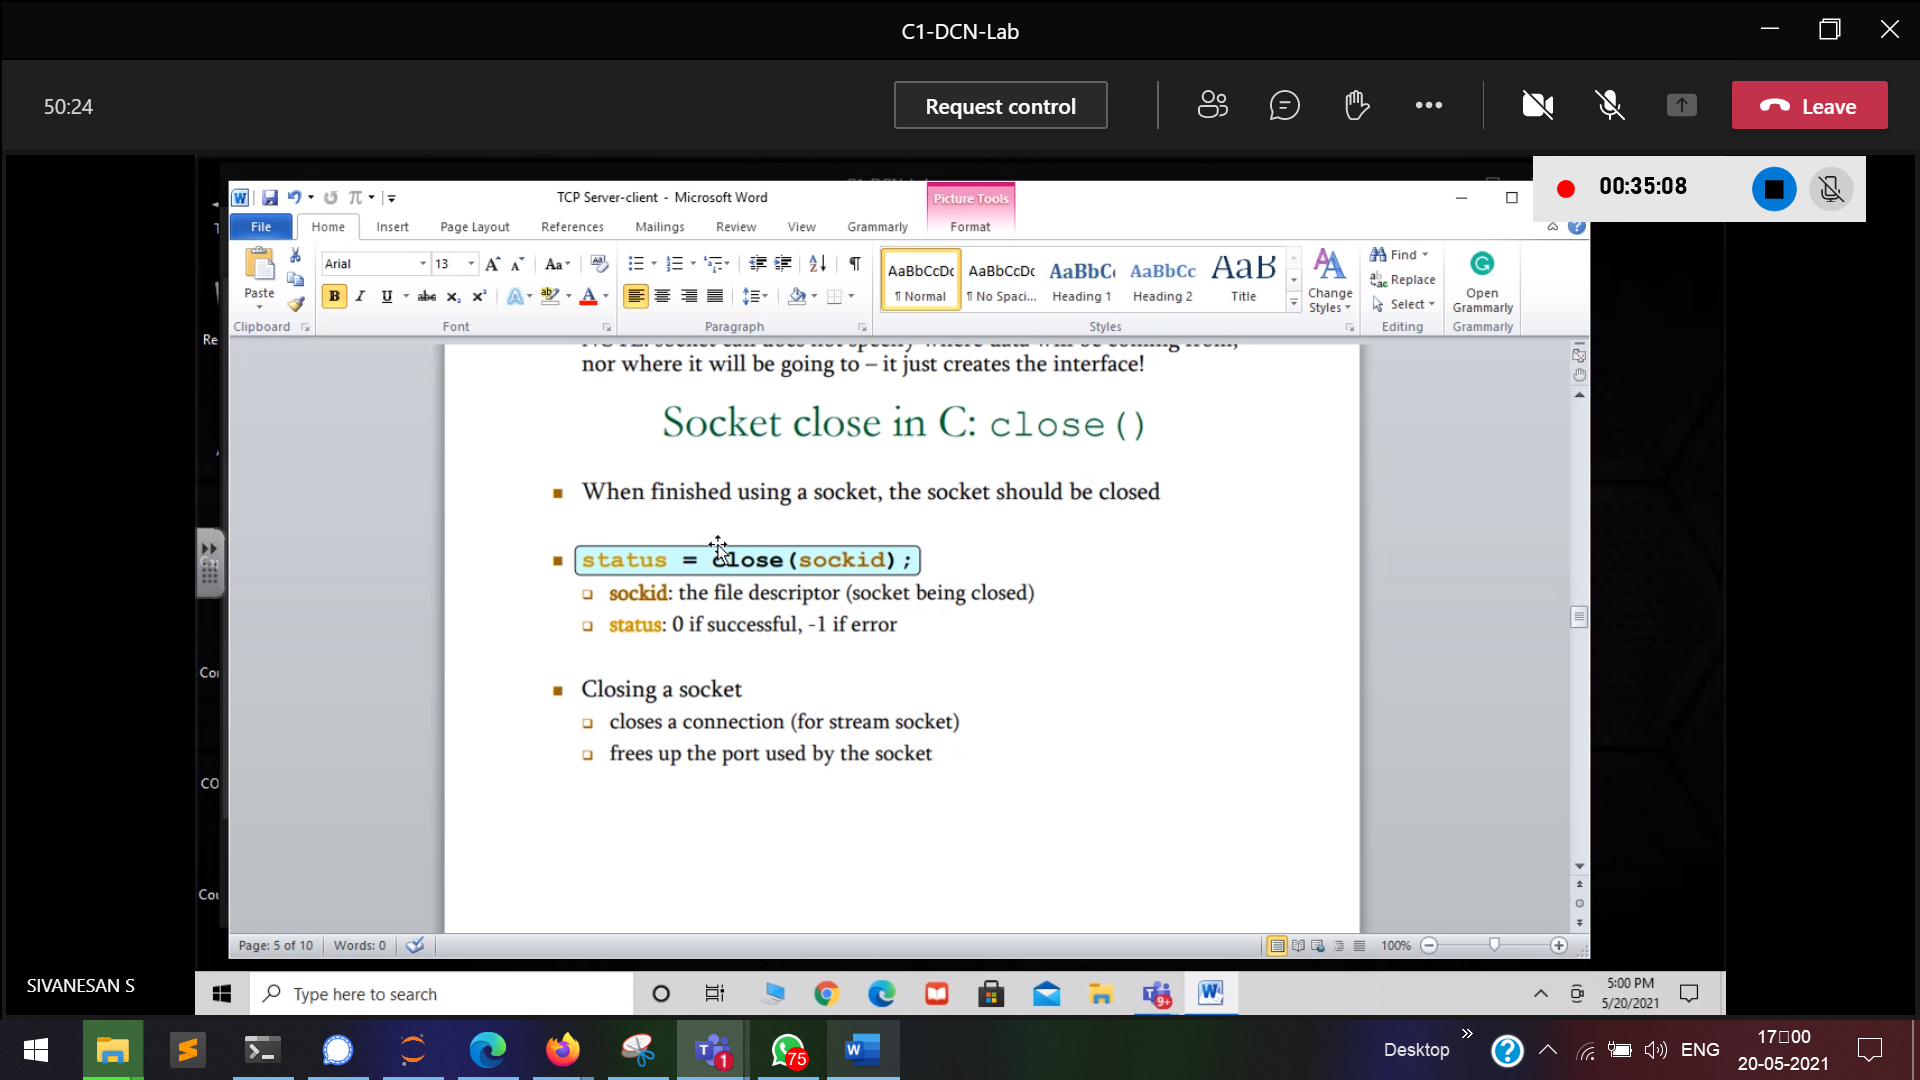 C1-DCN-Lab
50:24
Request control
Leave
00:35:08
TCP Server-client - Microsoft Word
Picture Tools
File
Home
Insert
Page Layout
References
Mailings
Review
View
Grammarly
Format
Paste
Clipboard
Arial
13
Font
Paragraph
AaBbCcDc
¶ Normal
AaBbCcDc
¶ No Spaci...
AaBbC
Heading 1
AaBbCc
Heading 2
AaB
Title
Styles
Change
Styles
Find
Replace
Select
Editing
Open
Grammarly
Grammarly
nor where it will be going to – it just creates the interface!
Socket close in C: close()
When finished using a socket, the socket should be closed
status = close(sockid);
sockid: the file descriptor (socket being closed)
status: 0 if successful, -1 if error
Closing a socket
closes a connection (for stream socket)
frees up the port used by the socket
Re
Coi
CO
Cou
Page: 5 of 10
Words: 0
100%
SIVANESAN S
Type here to search
9+
5:00 PM
5/20/2021
1
75
Desktop
ENG
17▯00
20-05-2021